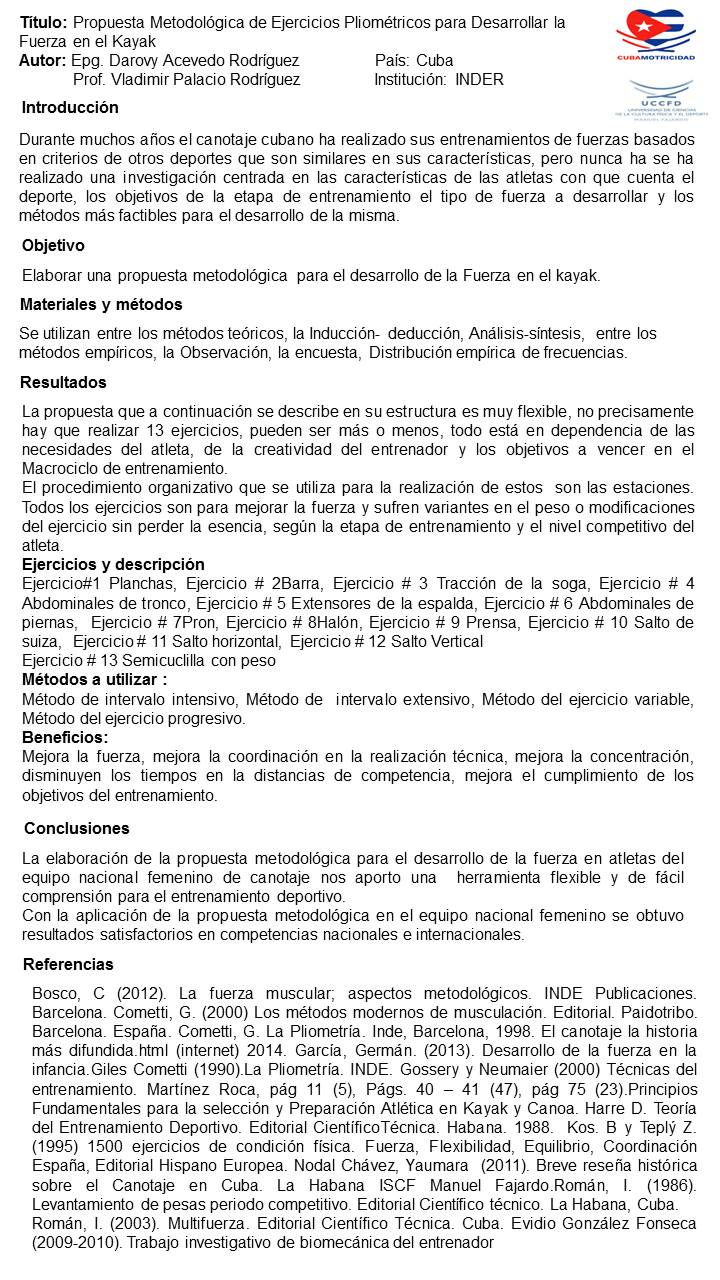 Título: Propuesta Metodológica de Ejercicios Pliométricos para Desarrollar la
Fuerza en el Kayak
Autor: Epg. Darovy Acevedo Rodríguez País: Cuba
Prof. Vladimir Palacio Rodríguez Institución: INDER
CUBAMOTRICIDAD
UCCFD
UNIVERSIDAD DE CIENCIAS
DE LA CULTURA FÍSICA Y EL DEPORTE
MANUEL FAJARDO
Introducción
Durante muchos años el canotaje cubano ha realizado sus entrenamientos de fuerzas basados
en criterios de otros deportes que son similares en sus características, pero nunca ha se ha
realizado una investigación centrada en las características de las atletas con que cuenta el
deporte, los objetivos de la etapa de entrenamiento el tipo de fuerza a desarrollar y los
métodos más factibles para el desarrollo de la misma.
Objetivo
Elaborar una propuesta metodológica para el desarrollo de la Fuerza en el kayak.
Materiales y métodos
Se utilizan entre los métodos teóricos, la Inducción- deducción, Análisis-síntesis, entre los
métodos empíricos, la Observación, la encuesta, Distribución empírica de frecuencias.
Resultados
La propuesta que a continuación se describe en su estructura es muy flexible, no precisamente
hay que realizar 13 ejercicios, pueden ser más o menos, todo está en dependencia de las
necesidades del atleta, de la creatividad del entrenador y los objetivos a vencer en el
Macrociclo de entrenamiento.
El procedimiento organizativo que se utiliza para la realización de estos son las estaciones.
Todos los ejercicios son para mejorar la fuerza y sufren variantes en el peso o modificaciones
del ejercicio sin perder la esencia, según la etapa de entrenamiento y el nivel competitivo del
atleta.
Ejercicios y descripción
Ejercicio#1 Planchas, Ejercicio # 2Barra, Ejercicio # 3 Tracción de la soga, Ejercicio # 4
Abdominales de tronco, Ejercicio # 5 Extensores de la espalda, Ejercicio # 6 Abdominales de
piernas, Ejercicio # 7Pron, Ejercicio # 8Halón, Ejercicio # 9 Prensa, Ejercicio # 10 Salto de
suiza, Ejercicio # 11 Salto horizontal, Ejercicio # 12 Salto Vertical
Ejercicio # 13 Semicuclilla con peso
Métodos a utilizar :
Método de intervalo intensivo, Método de intervalo extensivo, Método del ejercicio variable,
Método del ejercicio progresivo.
Beneficios:
Mejora la fuerza, mejora la coordinación en la realización técnica, mejora la concentración,
disminuyen los tiempos en la distancias de competencia, mejora el cumplimiento de los
objetivos del entrenamiento.
Conclusiones
La elaboración de la propuesta metodológica para el desarrollo de la fuerza en atletas del
equipo nacional femenino de canotaje nos aporto una herramienta flexible y de fácil
comprensión para el entrenamiento deportivo.
Con la aplicación de la propuesta metodológica en el equipo nacional femenino se obtuvo
resultados satisfactorios en competencias nacionales e internacionales.
Referencias
Bosco, C (2012). La fuerza muscular; aspectos metodológicos. INDE Publicaciones.
Barcelona. Cometti, G. (2000) Los métodos modernos de musculación. Editorial. Paidotribo.
Barcelona. España. Cometti, G. La Pliometría. Inde, Barcelona, 1998. El canotaje la historia
más difundida.html (internet) 2014. García, Germán. (2013). Desarrollo de la fuerza en la
infancia.Giles Cometti (1990).La Pliometría. INDE. Gossery y Neumaier (2000) Técnicas del
entrenamiento. Martínez Roca, pág 11 (5), Págs. 40 – 41 (47), pág 75 (23).Principios
Fundamentales para la selección y Preparación Atlética en Kayak y Canoa. Harre D. Teoría
del Entrenamiento Deportivo. Editorial CientíficoTécnica. Habana. 1988. Kos. B y Teplý Z.
(1995) 1500 ejercicios de condición física. Fuerza, Flexibilidad, Equilibrio, Coordinación
España, Editorial Hispano Europea. Nodal Chávez, Yaumara (2011). Breve reseña histórica
sobre el Canotaje en Cuba. La Habana ISCF Manuel Fajardo.Román, I. (1986).
Levantamiento de pesas periodo competitivo. Editorial Científico técnico. La Habana, Cuba.
Román, I. (2003). Multifuerza. Editorial Científico Técnica. Cuba. Evidio González Fonseca
(2009-2010). Trabajo investigativo de biomecánica del entrenador